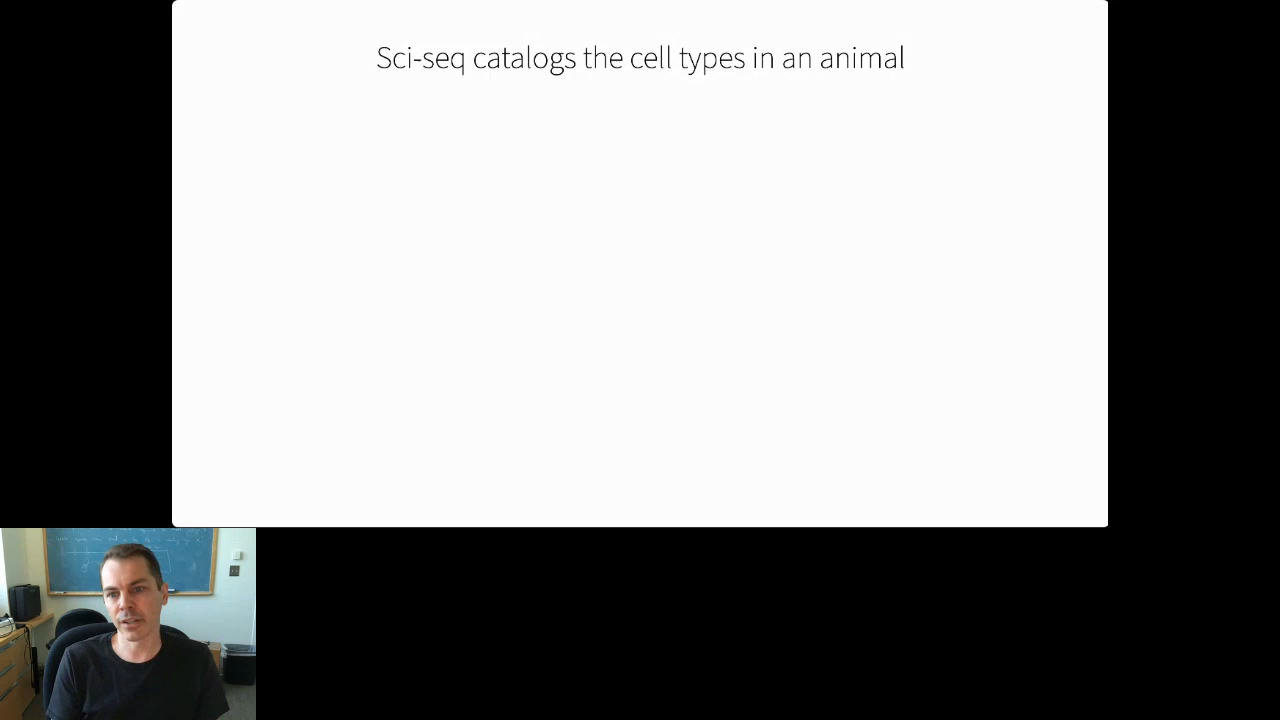 Sci-seq catalogs the cell types in an animal